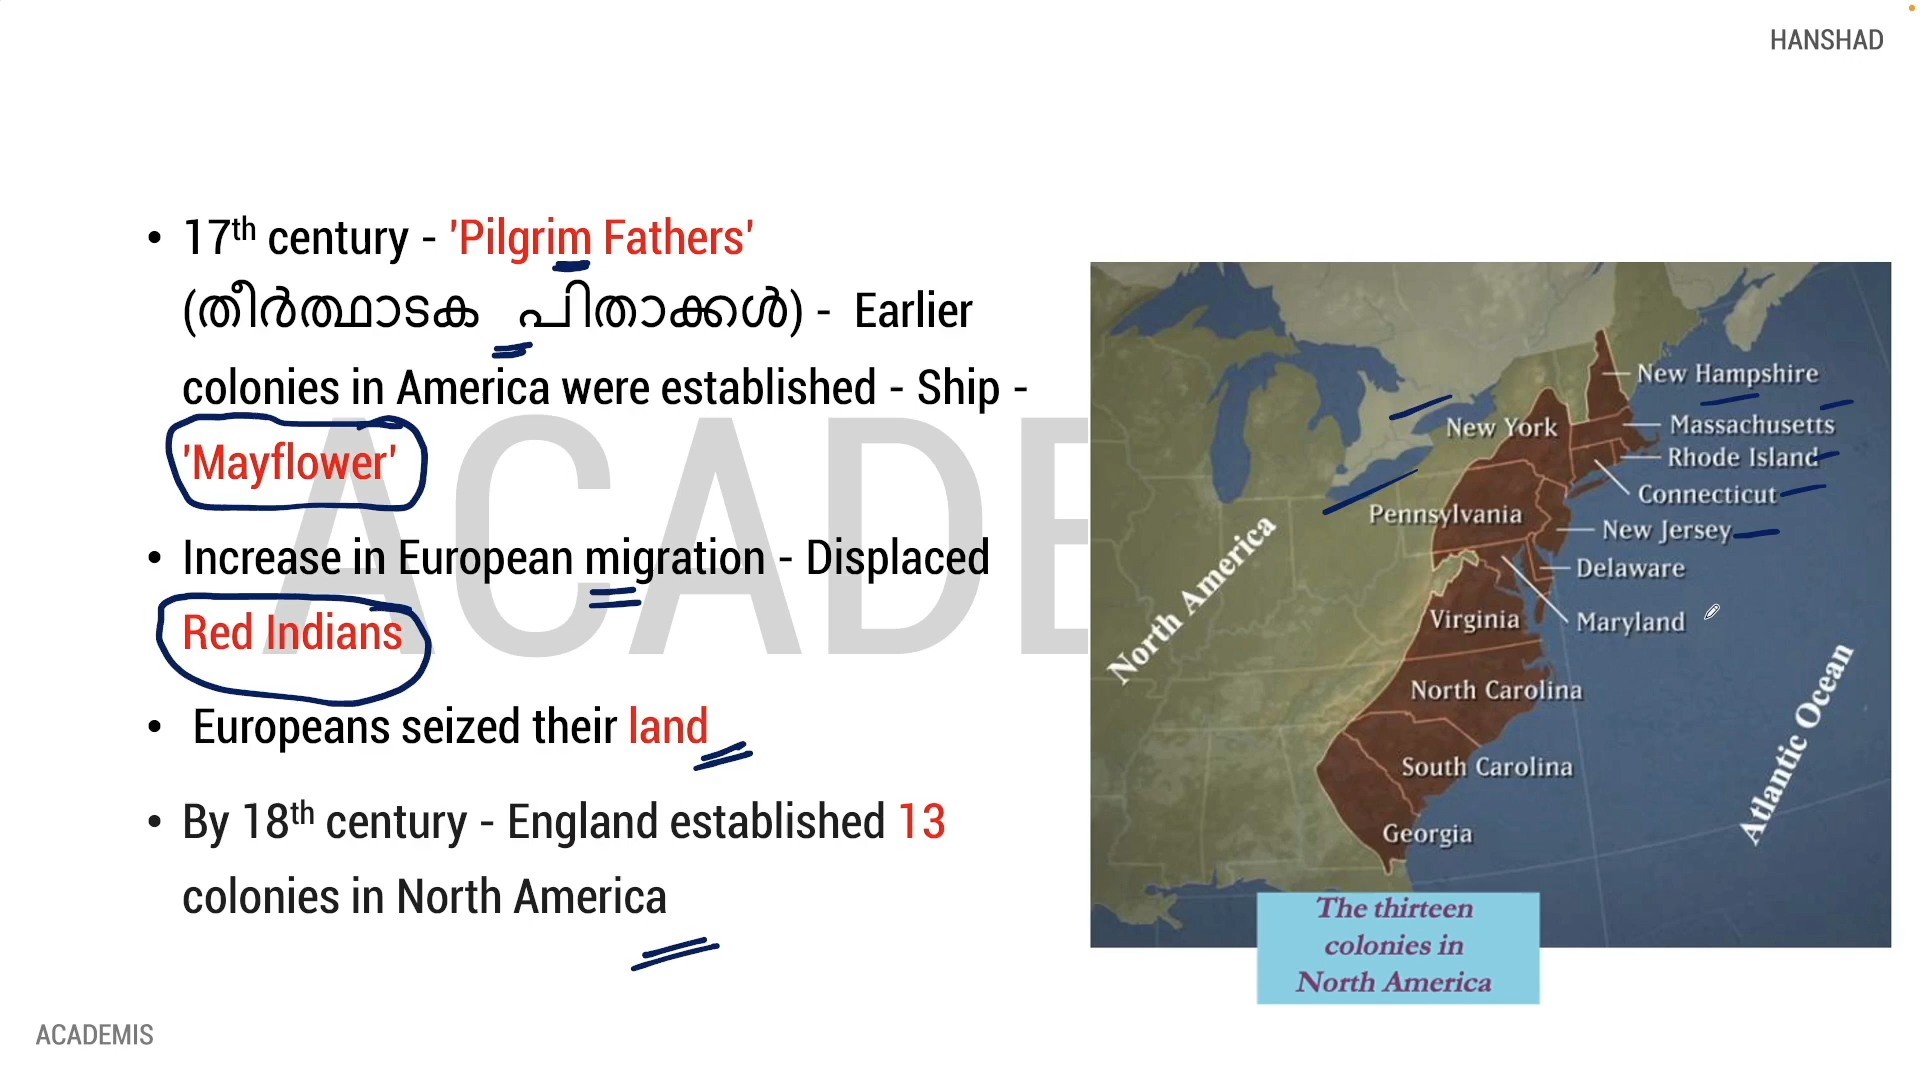 HANSHAD
• 17th century - 'Pilgrim Fathers'
(തീർത്ഥാടക പിതാക്കൾ) - Earlier
colonies in America were established - Ship -
'Mayflower'
• Increase in European migration - Displaced
Red Indians
• Europeans seized their land
• By 18th century - England established 13
colonies in North America
ACADE
New Hampshire
New York
Massachusetts
Rhode Island
Connecticut
Pennsylvania
New Jersey
Delaware
Virginia
Maryland
North America
North Carolina
South Carolina
Georgia
Atlantic Ocean
The thirteen
colonies in
North America
ACADEMIS